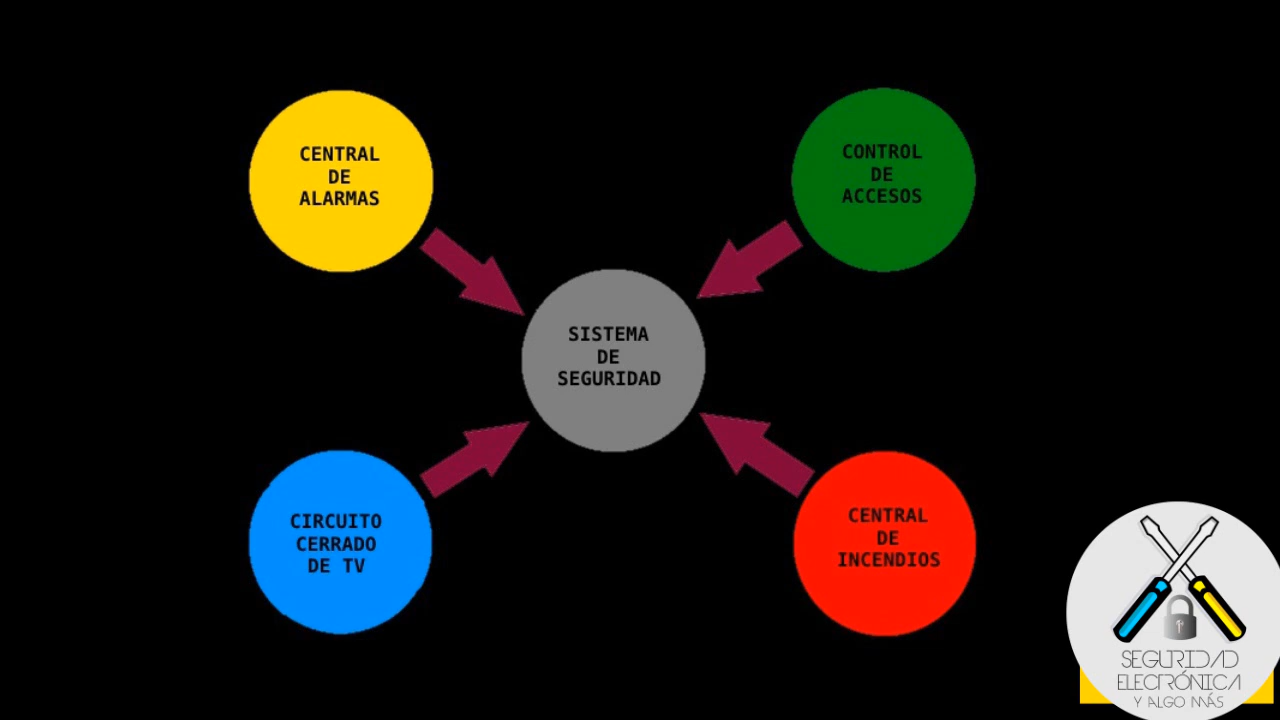 CENTRAL
DE
ALARMAS
CONTROL
DE
ACCESOS
SISTEMA
DE
SEGURIDAD
CIRCUITO
CERRADO
DE TV
CENTRAL
DE
INCENDIOS
SEGURIDAD
ELECTRÓNICA
Y ALGO MÁS